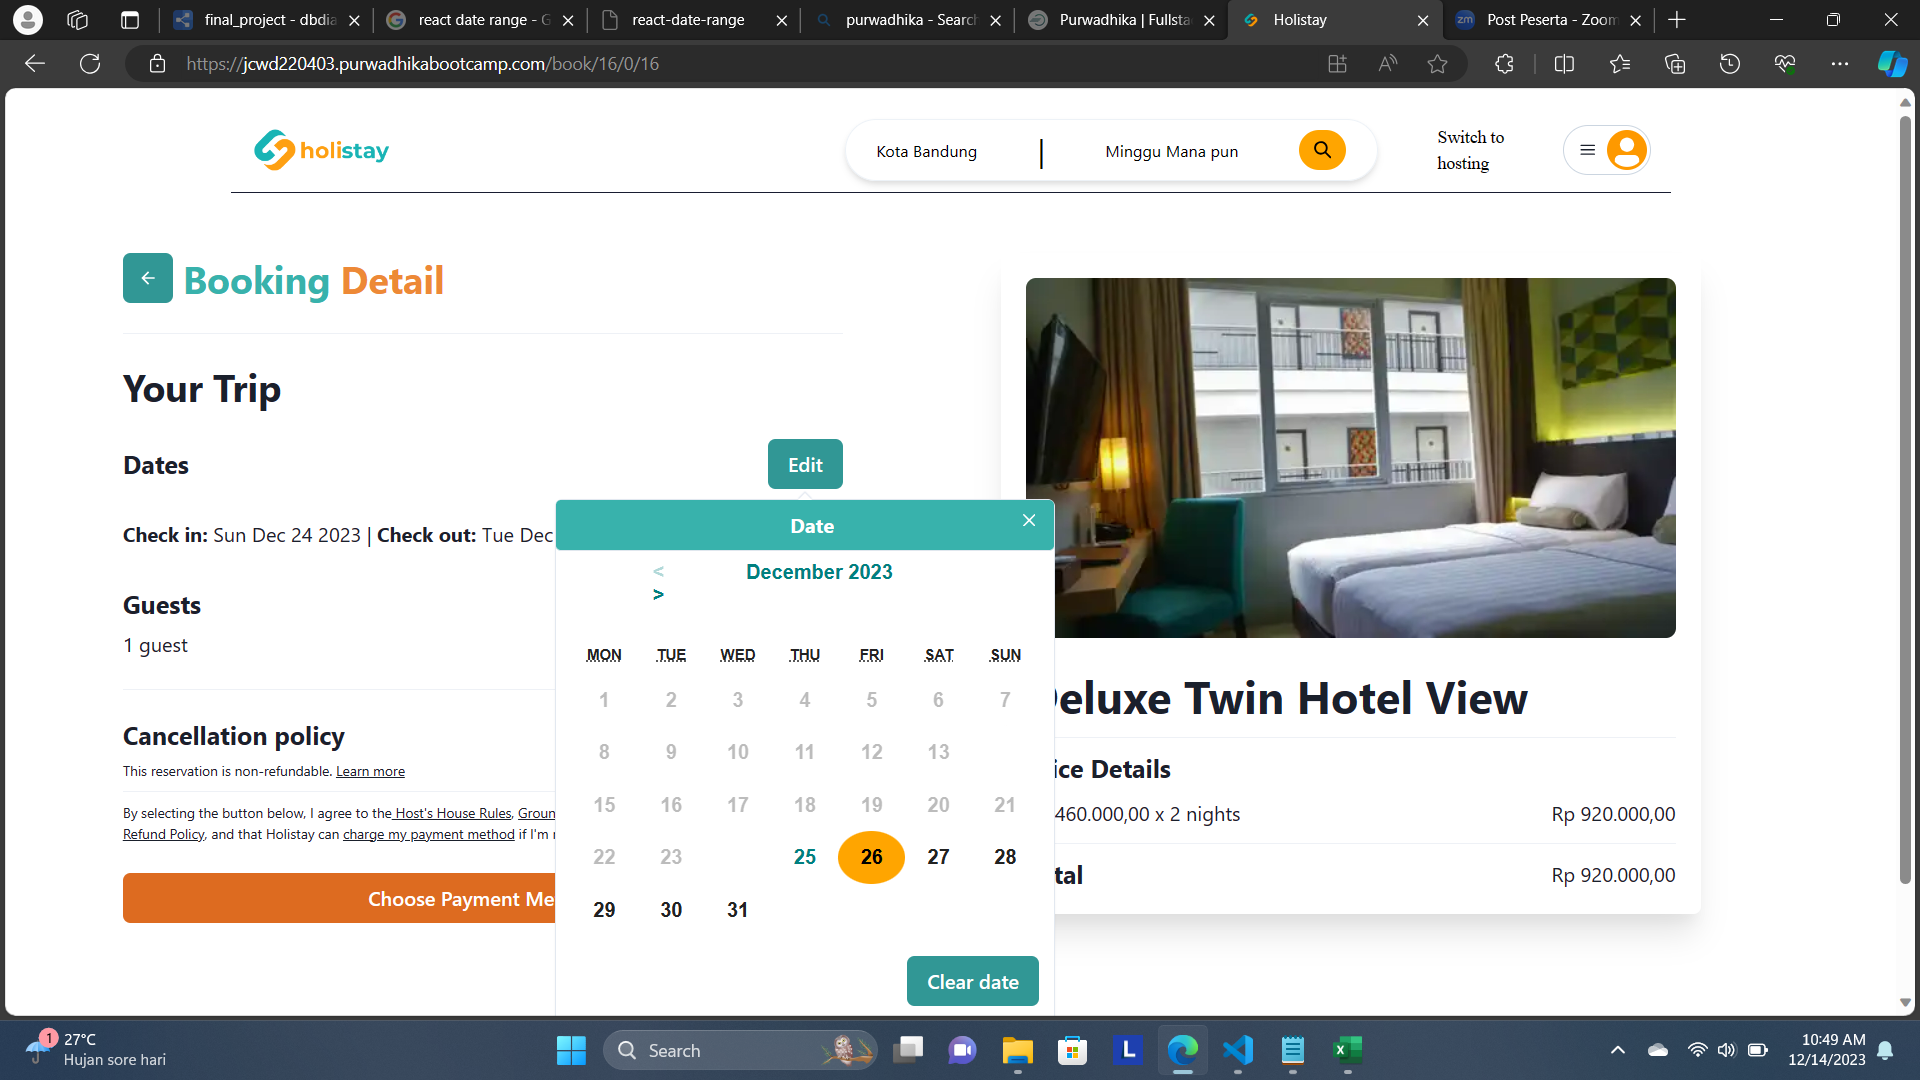 final_project - dbdia
react date range - G
react-date-range
purwadhika - Search
Purwadhika | Fullsta
Holistay
Post Peserta - Zoom
https://jcwd220403.purwadhikabootcamp.com/book/16/0/16
holistay
Kota Bandung
Minggu Mana pun
Switch to
hosting
Booking Detail
Your Trip
Dates
Edit
Check in: Sun Dec 24 2023 | Check out: Tue Dec
Guests
1 guest
Cancellation policy
This reservation is non-refundable. Learn more
By selecting the button below, I agree to the Host's House Rules, Groun
Refund Policy, and that Holistay can charge my payment method if I'm
Choose Payment Me
Date
<
December 2023
>
MON TUE WED THU FRI SAT SUN
1 2 3 4 5 6 7
8 9 10 11 12 13
15 16 17 18 19 20 21
22 23 25 26 27 28
29 30 31
Clear date
Deluxe Twin Hotel View
ice Details
460.000,00 x 2 nights
Rp 920.000,00
tal
Rp 920.000,00
1
27°C
Hujan sore hari
Search
10:49 AM
12/14/2023